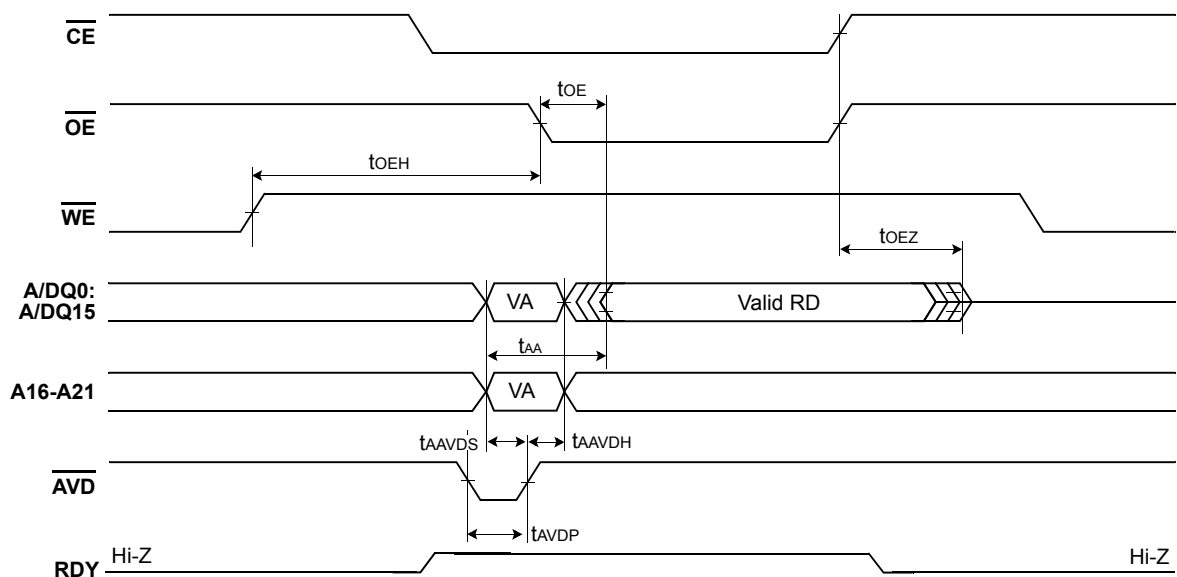 CE
OE
tOE
tOEH
WE
tOEZ
A/DQ0:
A/DQ15
VA
Valid RD
tAA
A16-A21
VA
tAAVDS
tAAVDH
AVD
tAVDP
RDY
Hi-Z
Hi-Z